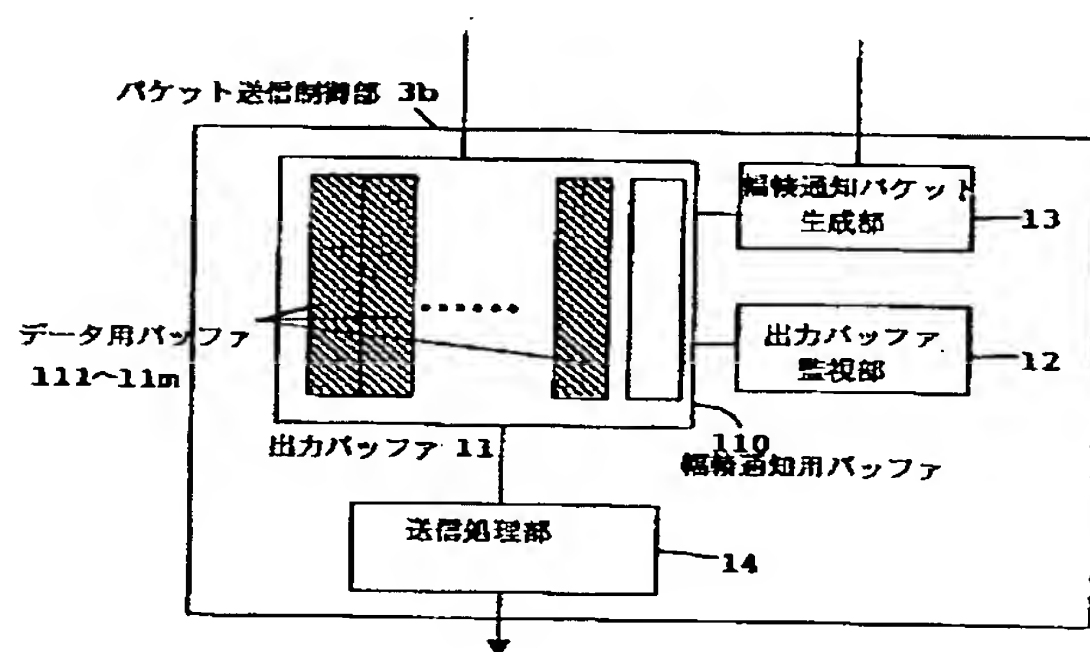 パケット送信制御部 3b
輻輳通知パケット
生成部
13
データ用バッファ
111~11m
出力バッファ
監視部
12
出力バッファ 11
110
輻輳通知用バッファ
送信処理部
14